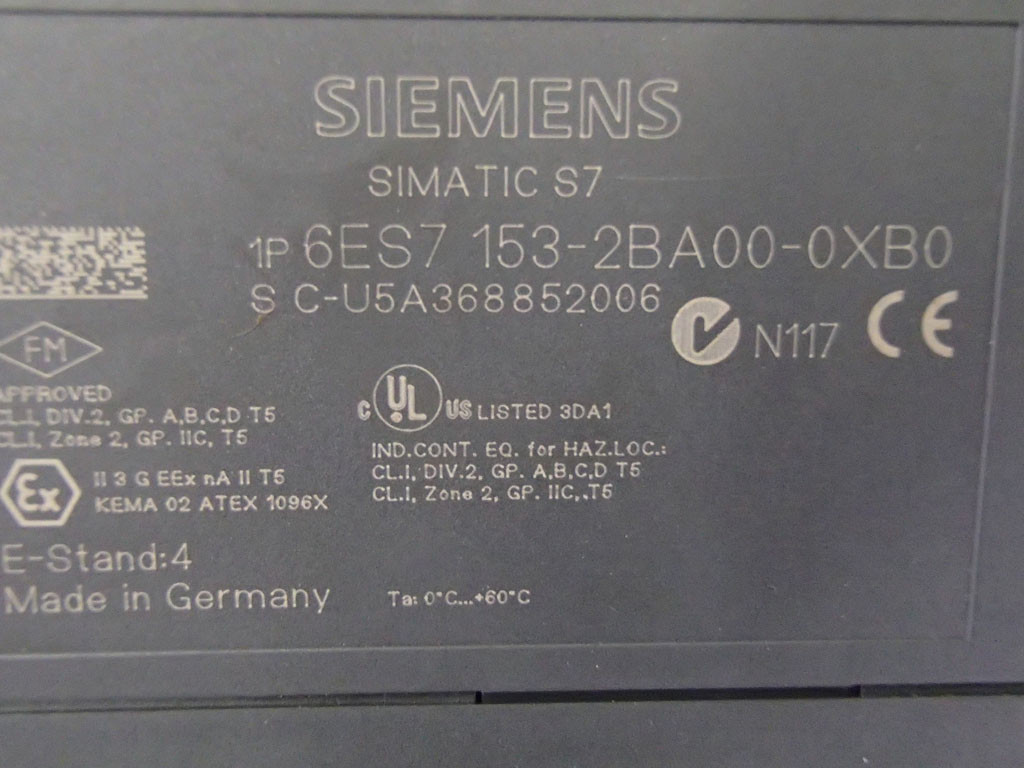 SIEMENS
SIMATIC S7
1P 6ES7 153-2BA00-0XB0
S C-U5A368852006
N117 CE
FM
APPROVED
CL.I, DIV.2, GP. A,B,C,D T5
CL.I, Zone 2, GP. IIC, T5
C UL US LISTED 3DA1
IND.CONT. EQ. for HAZ.LOC.:
CL.I, DIV.2, GP. A,B,C,D T5
CL.I, Zone 2, GP. IIC,.T5
Ex
II 3 G EEx nA II T5
KEMA 02 ATEX 1096X
E-Stand:4
Made in Germany
Ta: 0°C...+60°C